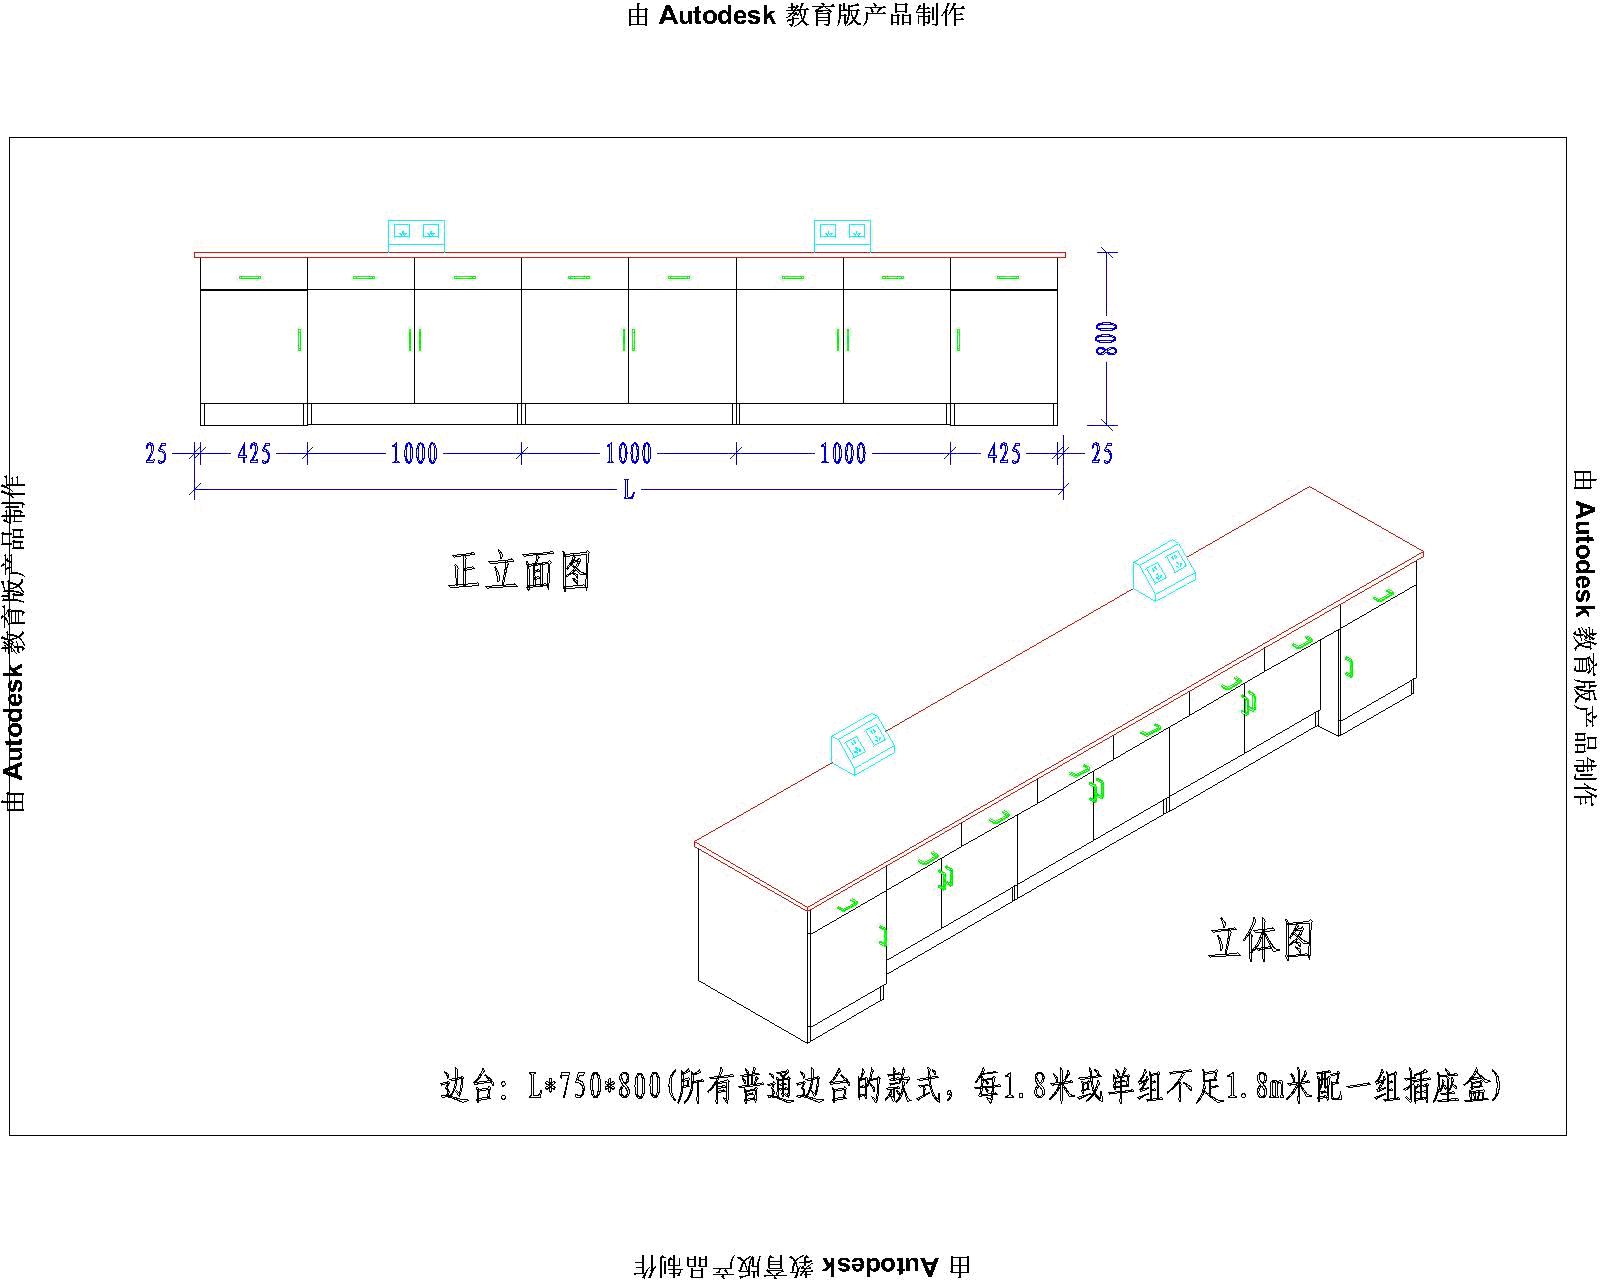 由 Autodesk 教育版产品制作
800
25 425 1000 1000 1000 425 25
L
正立面图
由 Autodesk 教育版产品制作
由 Autodesk 教育版产品制作
立体图
边台：L*750*800(所有普通边台的款式，每1.8米或单组不足1.8m米配一组插座盒)
由 Autodesk 教育版产品制作